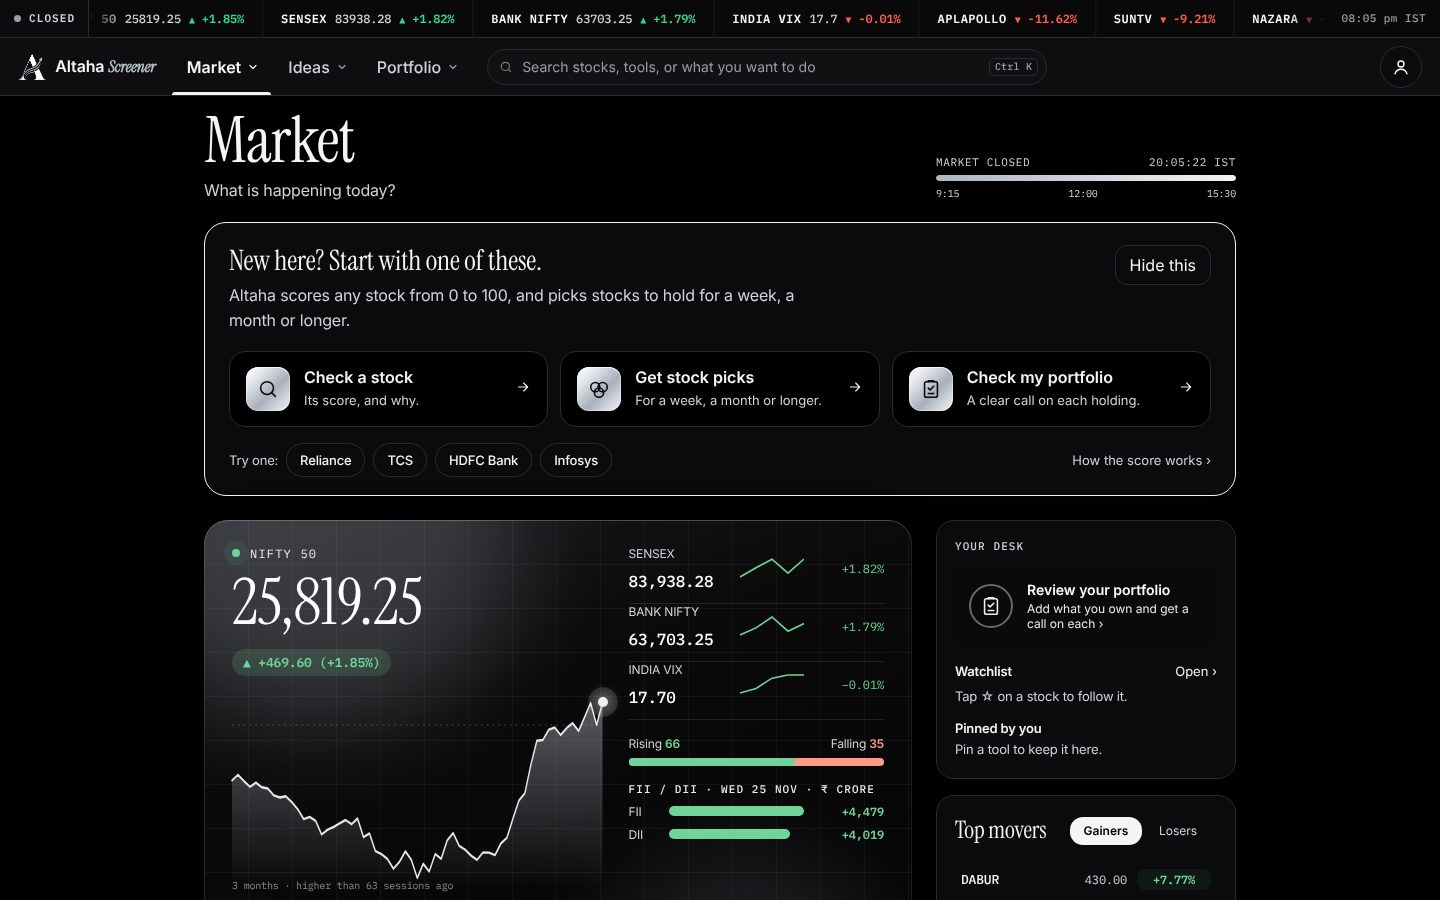 CLOSED
50 25819.25 ▲ +1.85%
SENSEX 83938.28 ▲ +1.82%
BANK NIFTY 63703.25 ▲ +1.79%
INDIA VIX 17.7 ▼ -0.01%
APLAPOLLO ▼ -11.62%
SUNTV ▼ -9.21%
NAZARA ▼
08:05 pm IST
Altaha Screener
Market
Ideas
Portfolio
Search stocks, tools, or what you want to do
Ctrl K
Market
What is happening today?
MARKET CLOSED
20:05:22 IST
9:15
12:00
15:30
New here? Start with one of these.
Hide this
Altaha scores any stock from 0 to 100, and picks stocks to hold for a week, a
month or longer.
Check a stock
Its score, and why.
Get stock picks
For a week, a month or longer.
Check my portfolio
A clear call on each holding.
Try one:
Reliance
TCS
HDFC Bank
Infosys
How the score works ›
NIFTY 50
25,819.25
▲ +469.60 (+1.85%)
3 months · higher than 63 sessions ago
SENSEX
83,938.28
+1.82%
BANK NIFTY
63,703.25
+1.79%
INDIA VIX
17.70
−0.01%
Rising 66
Falling 35
FII / DII · WED 25 NOV · ₹ CRORE
FII
+4,479
DII
+4,019
YOUR DESK
Review your portfolio
Add what you own and get a
call on each ›
Watchlist
Open ›
Tap ☆ on a stock to follow it.
Pinned by you
Pin a tool to keep it here.
Top movers
Gainers
Losers
DABUR
430.00
+7.77%